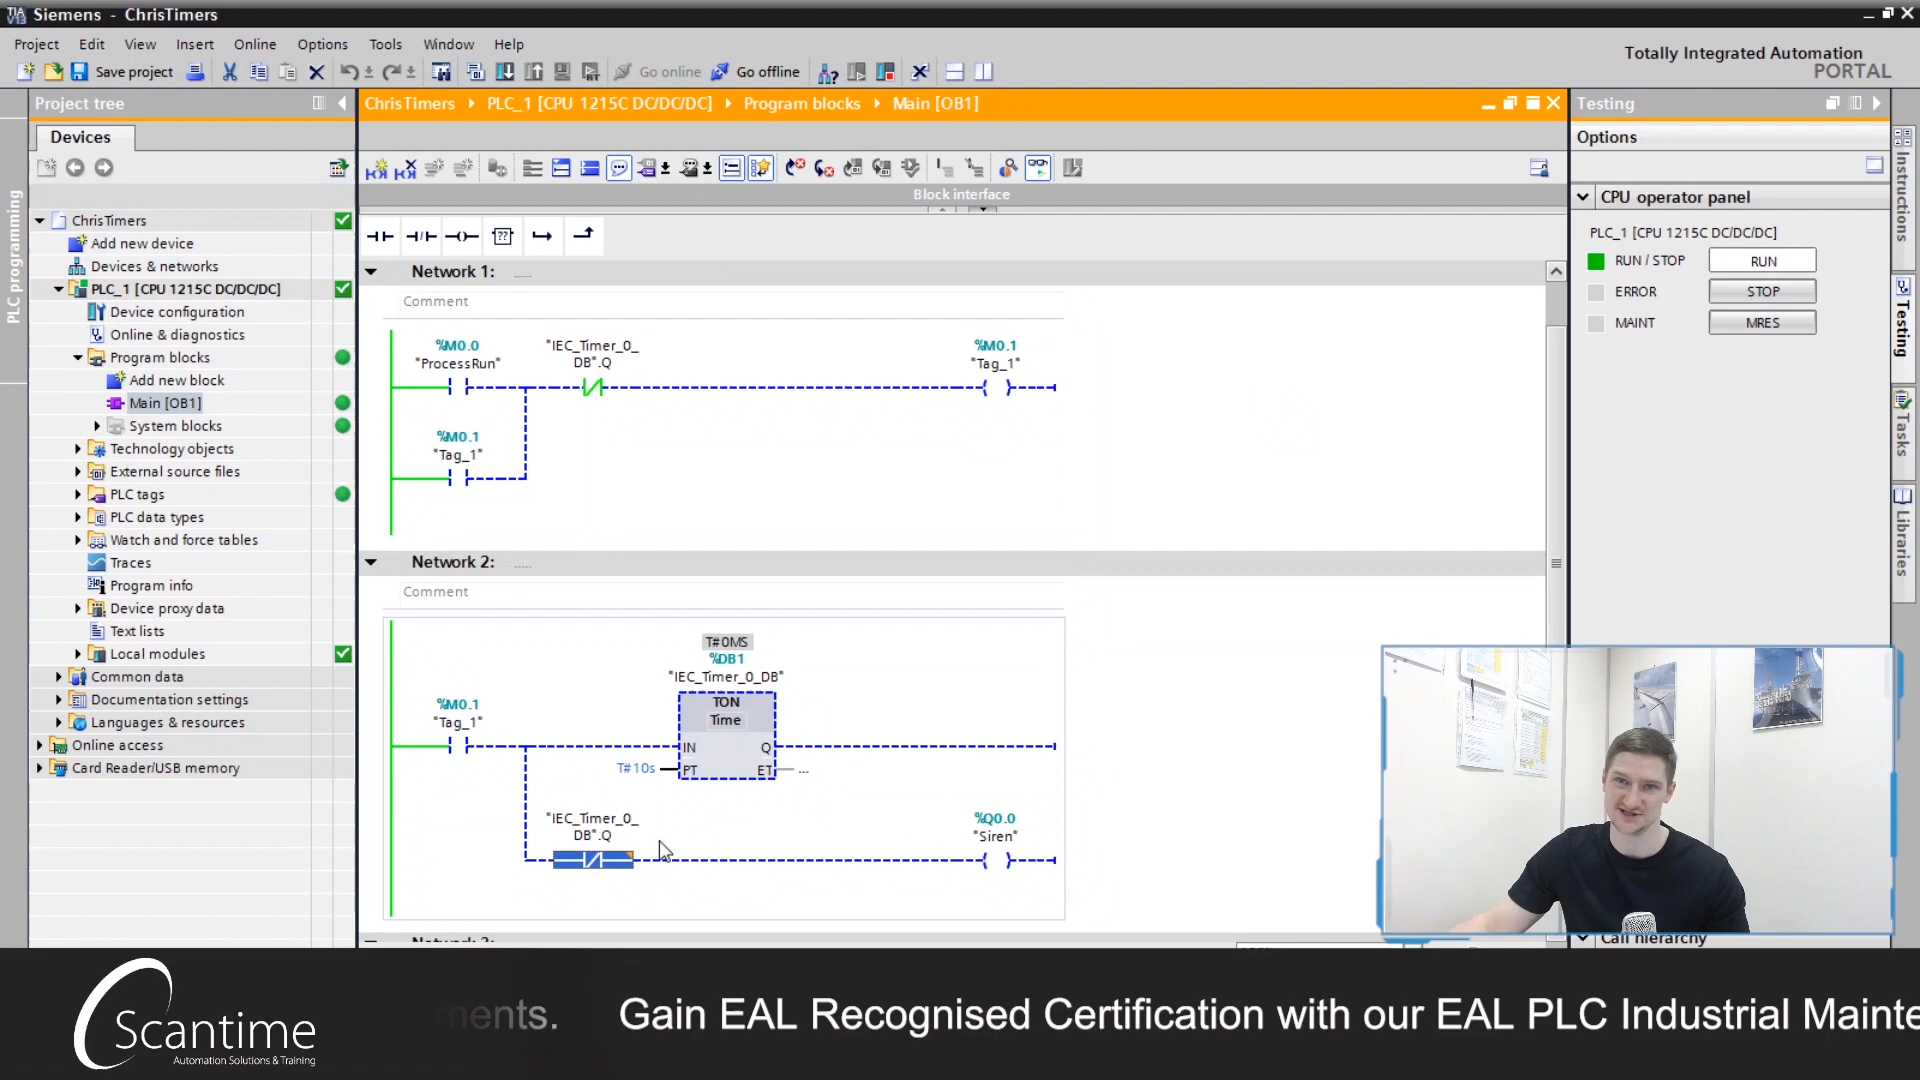 TIA V13 Siemens - ChrisTimers
Project Edit View Insert Online Options Tools Window Help
Totally Integrated Automation
PORTAL
Save project
Go online
Go offline
Project tree
ChrisTimers PLC_1 [CPU 1215C DC/DC/DC] Program blocks Main [OB1]
Testing
Devices
Options
Block interface
PLC programming
ChrisTimers
Add new device
Devices & networks
PLC_1 [CPU 1215C DC/DC/DC]
Device configuration
Online & diagnostics
Program blocks
Add new block
Main [OB1]
System blocks
Technology objects
External source files
PLC tags
PLC data types
Watch and force tables
Traces
Program info
Device proxy data
Text lists
Local modules
Common data
Documentation settings
Languages & resources
Online access
Card Reader/USB memory
??
Network 1: .....
Comment
%M0.0
"ProcessRun"
"IEC_Timer_0_
DB".Q
%M0.1
"Tag_1"
%M0.1
"Tag_1"
Network 2: .....
Comment
T#0MS
%DB1
"IEC_Timer_0_DB"
TON
Time
%M0.1
"Tag_1"
IN Q
T#10s PT ET ...
"IEC_Timer_0_
DB".Q
%Q0.0
"Siren"
CPU operator panel
PLC_1 [CPU 1215C DC/DC/DC]
RUN / STOP RUN
ERROR STOP
MAINT MRES
Call hierarchy
Instructions
Testing
Tasks
Libraries
Scantime
Automation Solutions & Training
ments. Gain EAL Recognised Certification with our EAL PLC Industrial Mainte